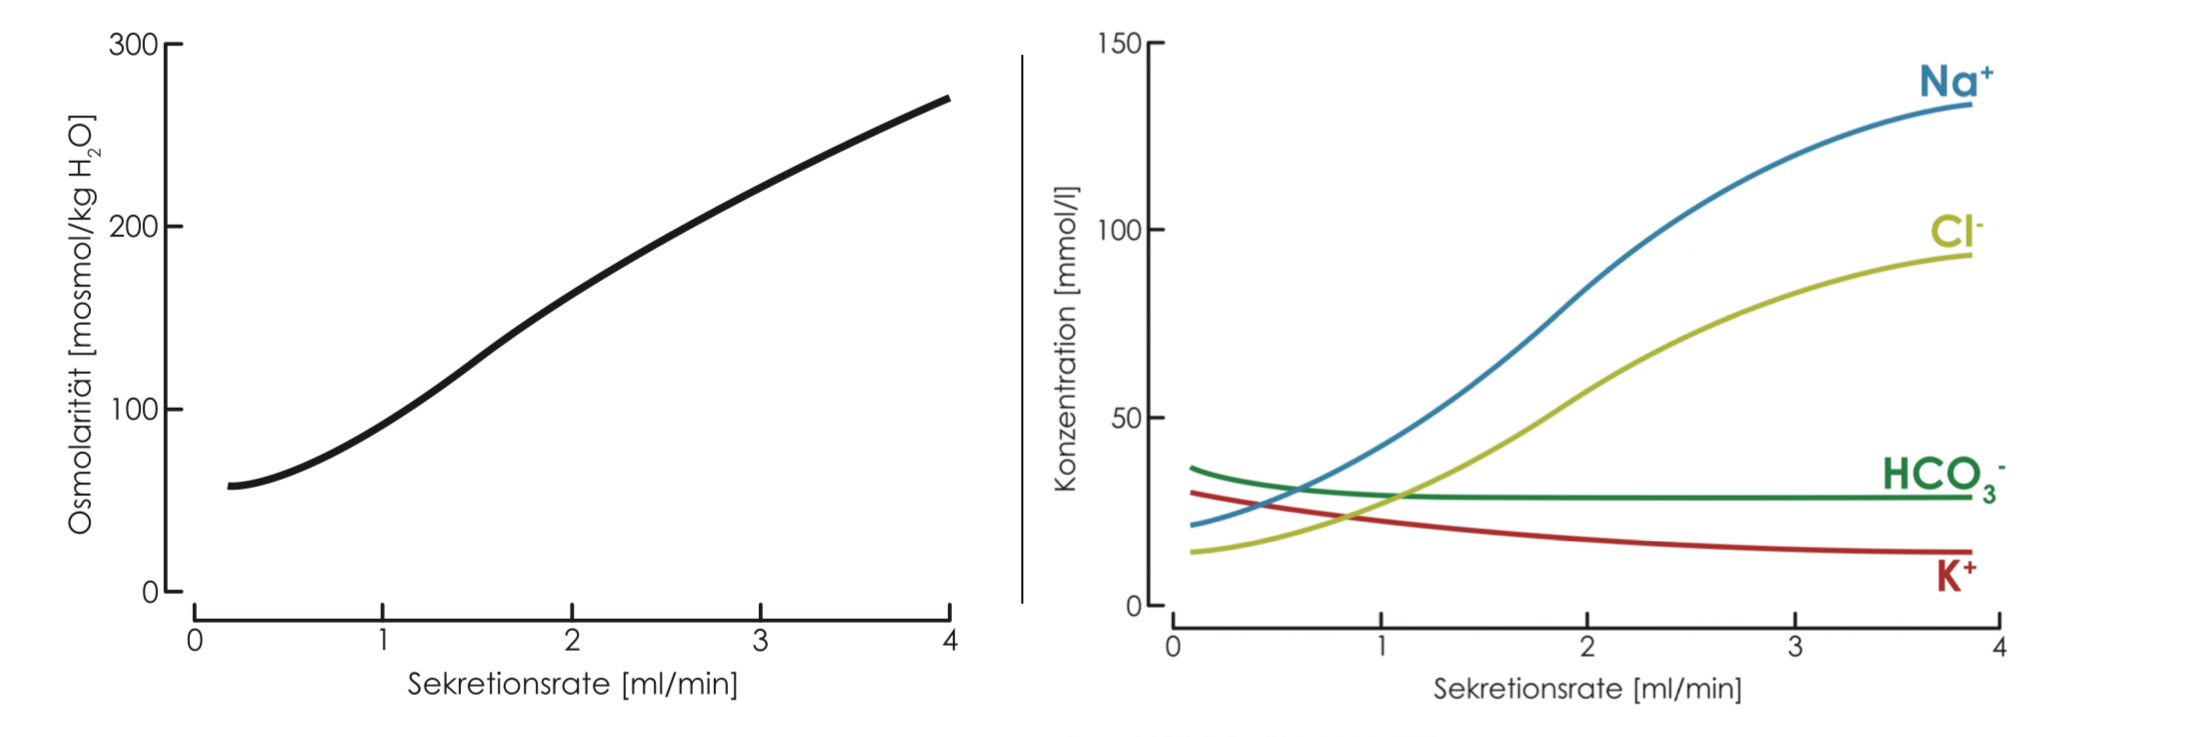 300
200
100
0
Osmolarität [mosmol/kg H₂O]
0 1 2 3 4
Sekretionsrate [ml/min]
150
100
50
0
Konzentration [mmol/l]
Na⁺
Cl⁻
HCO₃⁻
K⁺
0 1 2 3 4
Sekretionsrate [ml/min]